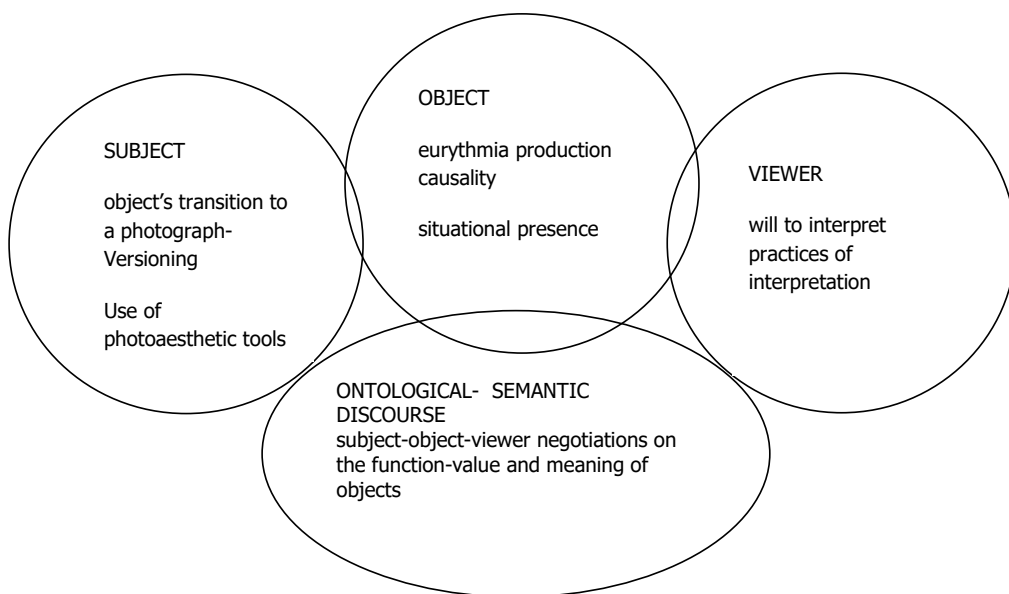 SUBJECT
object’s transition to
a photograph-
Versioning
Use of
photoaesthetic tools
OBJECT
eurythmia production
causality
situational presence
VIEWER
will to interpret
practices of
interpretation
ONTOLOGICAL- SEMANTIC
DISCOURSE
subject-object-viewer negotiations on
the function-value and meaning of
objects